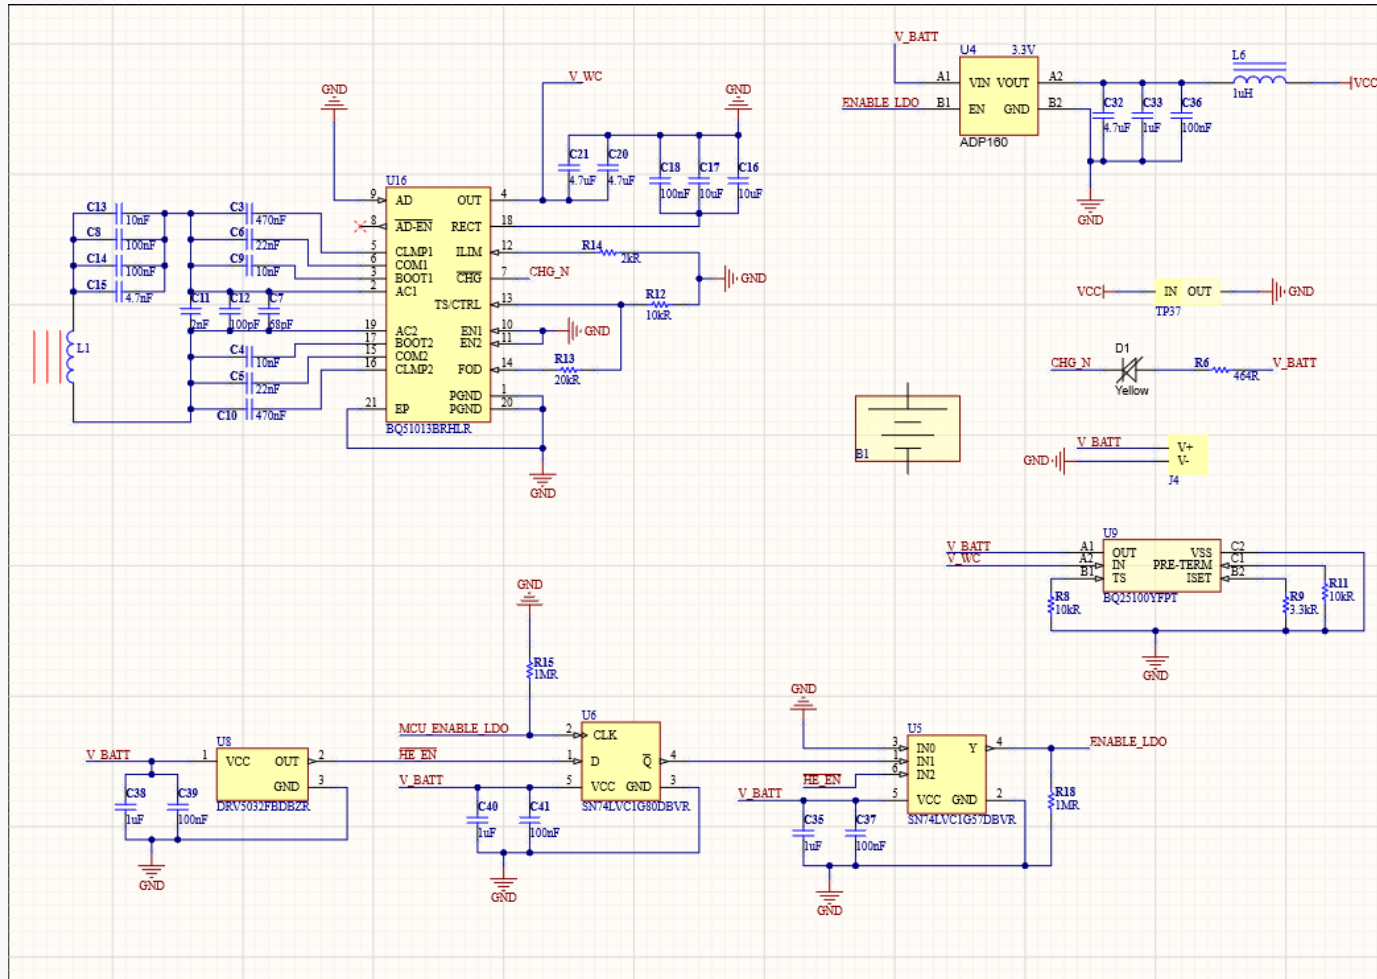 V_BATT
U4 3.3V
A1 VIN VOUT A2
ENABLE_LDO B1 EN GND B2
ADP160
C32 4.7uF
C33 1uF
C36 100nF
L6
1uH
VCC
GND
GND
V_WC
GND
C21 4.7uF
C20 4.7uF
C18 100nF
C17 10uF
C16 10uF
U16
9 AD OUT 4
8 AD-EN RECT 18
5 CLMP1 ILIM 12
6 COM1
3 BOOT1 CHG 7
2 AC1
TS/CTRL 13
19 AC2 EN1 10
17 BOOT2 EN2 11
15 COM2
16 CLMP2 FOD 14
PGND 1
21 EP PGND 20
BQ51013BRHLR
C13 10nF
C8 100nF
C14 100nF
C15 4.7nF
C3 470nF
C6 22nF
C9 10nF
C11 2nF
C12 100pF
C7 68pF
C4 10nF
C5 22nF
C10 470nF
L1
R14 2kR
CHG_N
GND
R12
10kR
GND
R13
20kR
GND
VCC IN OUT GND
TP37
D1
CHG_N R6 464R V_BATT
Yellow
B1
V_BATT V+
GND V-
J4
U9
V_BATT A1 OUT VSS C2
V_WC A2 IN PRE-TERM C1
B1 TS ISET B2
BQ25100YFPT
R8
10kR
R9
3.3kR
R11
10kR
GND
GND
R15
1MR
U6
MCU_ENABLE_LDO 2 CLK
HE_EN 1 D Q 4
V_BATT 5 VCC GND 3
SN74LVC1G80DBVR
C40
1uF
C41
100nF
GND
U8
V_BATT 1 VCC OUT 2
GND 3
DRV5032FBDBZR
C38
1uF
C39
100nF
GND
GND
U5
3 IN0 Y 4 ENABLE_LDO
1 IN1
HE_EN 6 IN2
V_BATT 5 VCC GND 2
SN74LVC1G57DBVR
R18
1MR
C35
1uF
C37
100nF
GND